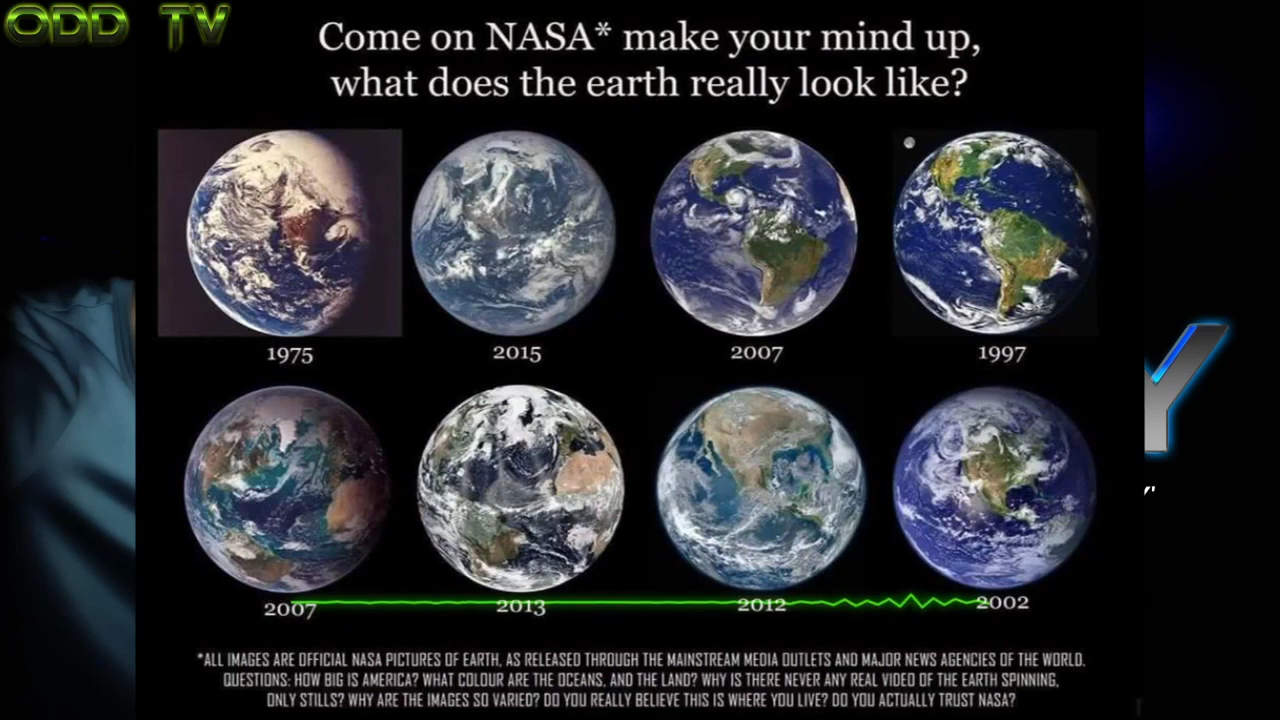 ODD TV
Come on NASA* make your mind up,
what does the earth really look like?
1975
2015
2007
1997
2007
2013
2012
2002
Y
Y"
*ALL IMAGES ARE OFFICIAL NASA PICTURES OF EARTH, AS RELEASED THROUGH THE MAINSTREAM MEDIA OUTLETS AND MAJOR NEWS AGENCIES OF THE WORLD.
QUESTIONS: HOW BIG IS AMERICA? WHAT COLOUR ARE THE OCEANS, AND THE LAND? WHY IS THERE NEVER ANY REAL VIDEO OF THE EARTH SPINNING,
ONLY STILLS? WHY ARE THE IMAGES SO VARIED? DO YOU REALLY BELIEVE THIS IS WHERE YOU LIVE? DO YOU ACTUALLY TRUST NASA?